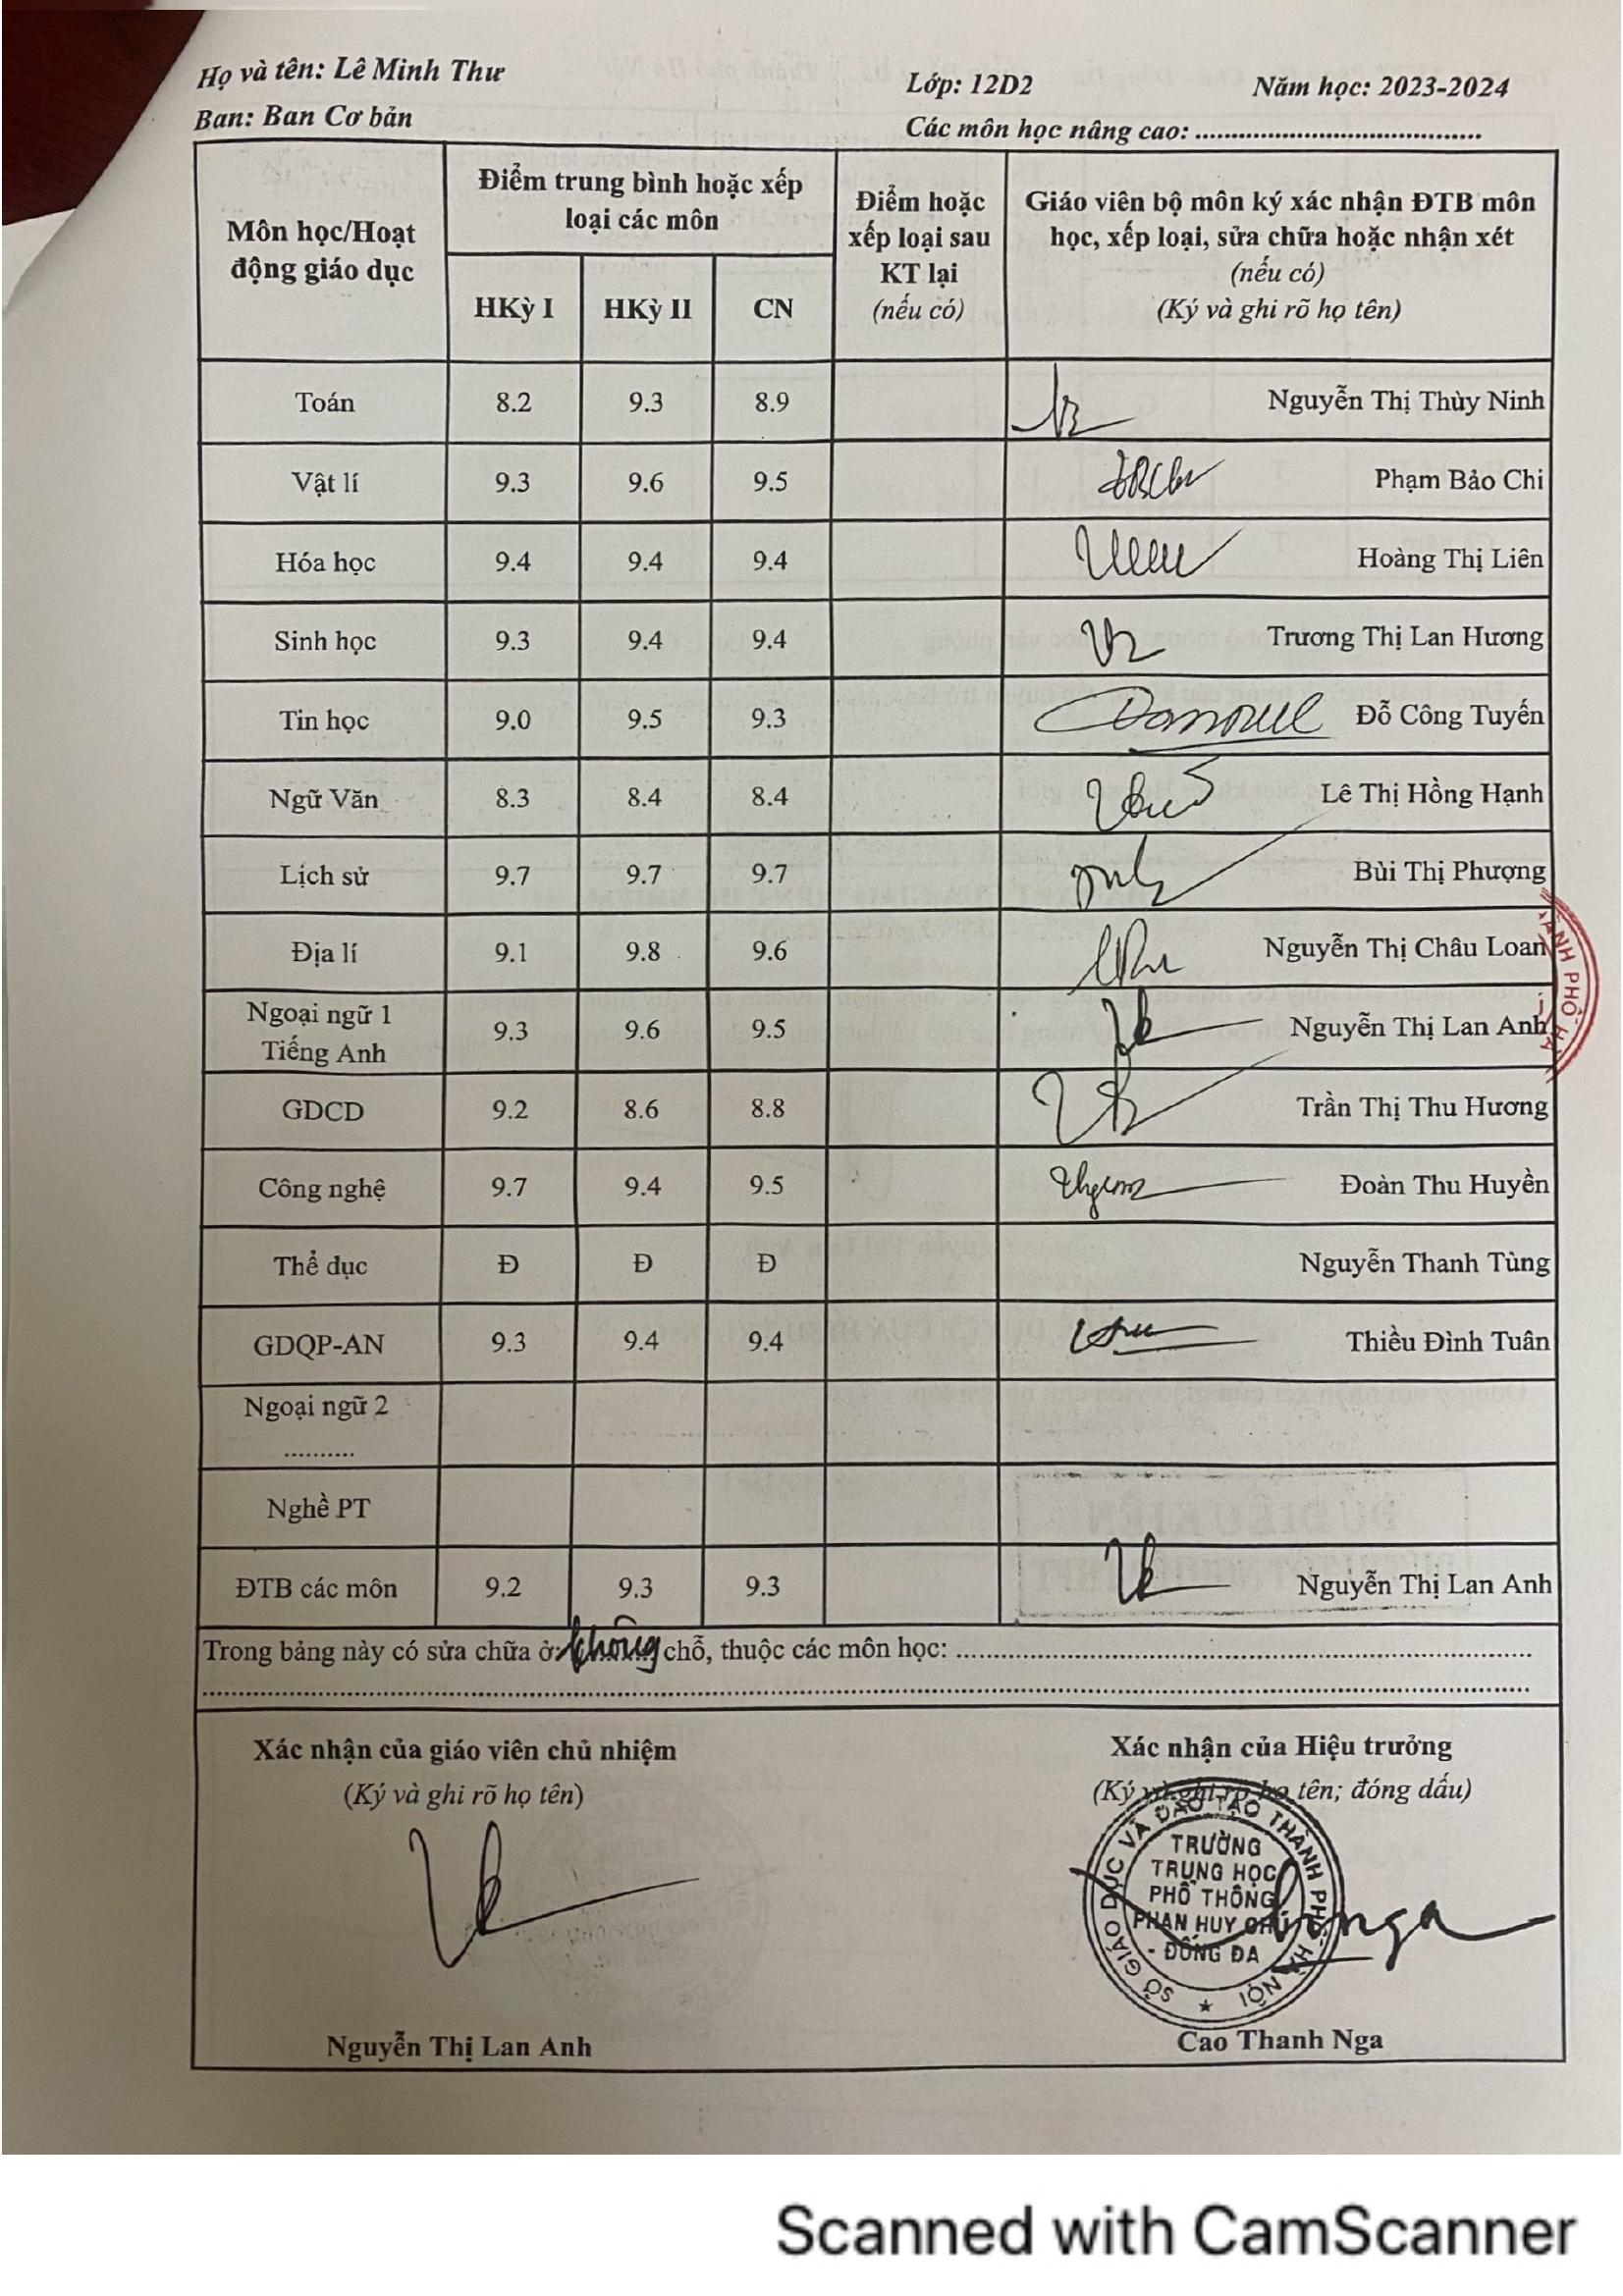 Họ và tên: Lê Minh Thư
Lớp: 12D2
Năm học: 2023-2024
Ban: Ban Cơ bản
Các môn học nâng cao: ......................................
Môn học/Hoạt động giáo dục
Điểm trung bình hoặc xếp loại các môn
HKỳ I HKỳ II CN
Điểm hoặc xếp loại sau KT lại (nếu có)
Giáo viên bộ môn ký xác nhận ĐTB môn học, xếp loại, sửa chữa hoặc nhận xét
(nếu có)
(Ký và ghi rõ họ tên)
Toán 8.2 9.3 8.9 Nguyễn Thị Thùy Ninh
Vật lí 9.3 9.6 9.5 Phạm Bảo Chi
Hóa học 9.4 9.4 9.4 Hoàng Thị Liên
Sinh học 9.3 9.4 9.4 Trương Thị Lan Hương
Tin học 9.0 9.5 9.3 Đỗ Công Tuyến
Ngữ Văn 8.3 8.4 8.4 Lê Thị Hồng Hạnh
Lịch sử 9.7 9.7 9.7 Bùi Thị Phượng
Địa lí 9.1 9.8 9.6 Nguyễn Thị Châu Loan
Ngoại ngữ 1
Tiếng Anh 9.3 9.6 9.5 Nguyễn Thị Lan Anh
GDCD 9.2 8.6 8.8 Trần Thị Thu Hương
Công nghệ 9.7 9.4 9.5 Đoàn Thu Huyền
Thể dục Đ Đ Đ Nguyễn Thanh Tùng
GDQP-AN 9.3 9.4 9.4 Thiều Đình Tuân
Ngoại ngữ 2
..........
Nghề PT
ĐTB các môn 9.2 9.3 9.3 Nguyễn Thị Lan Anh
Trong bảng này có sửa chữa ở: không chỗ, thuộc các môn học: ..............................
Xác nhận của giáo viên chủ nhiệm
(Ký và ghi rõ họ tên)
Nguyễn Thị Lan Anh
Xác nhận của Hiệu trưởng
(Ký và ghi rõ họ tên; đóng dấu)
SỞ GIÁO DỤC VÀ ĐÀO TẠO THÀNH PHỐ HÀ NỘI
TRƯỜNG
TRUNG HỌC
PHỔ THÔNG
PHAN HUY CHÚ
- ĐỐNG ĐA
Nga
Cao Thanh Nga
Scanned with CamScanner